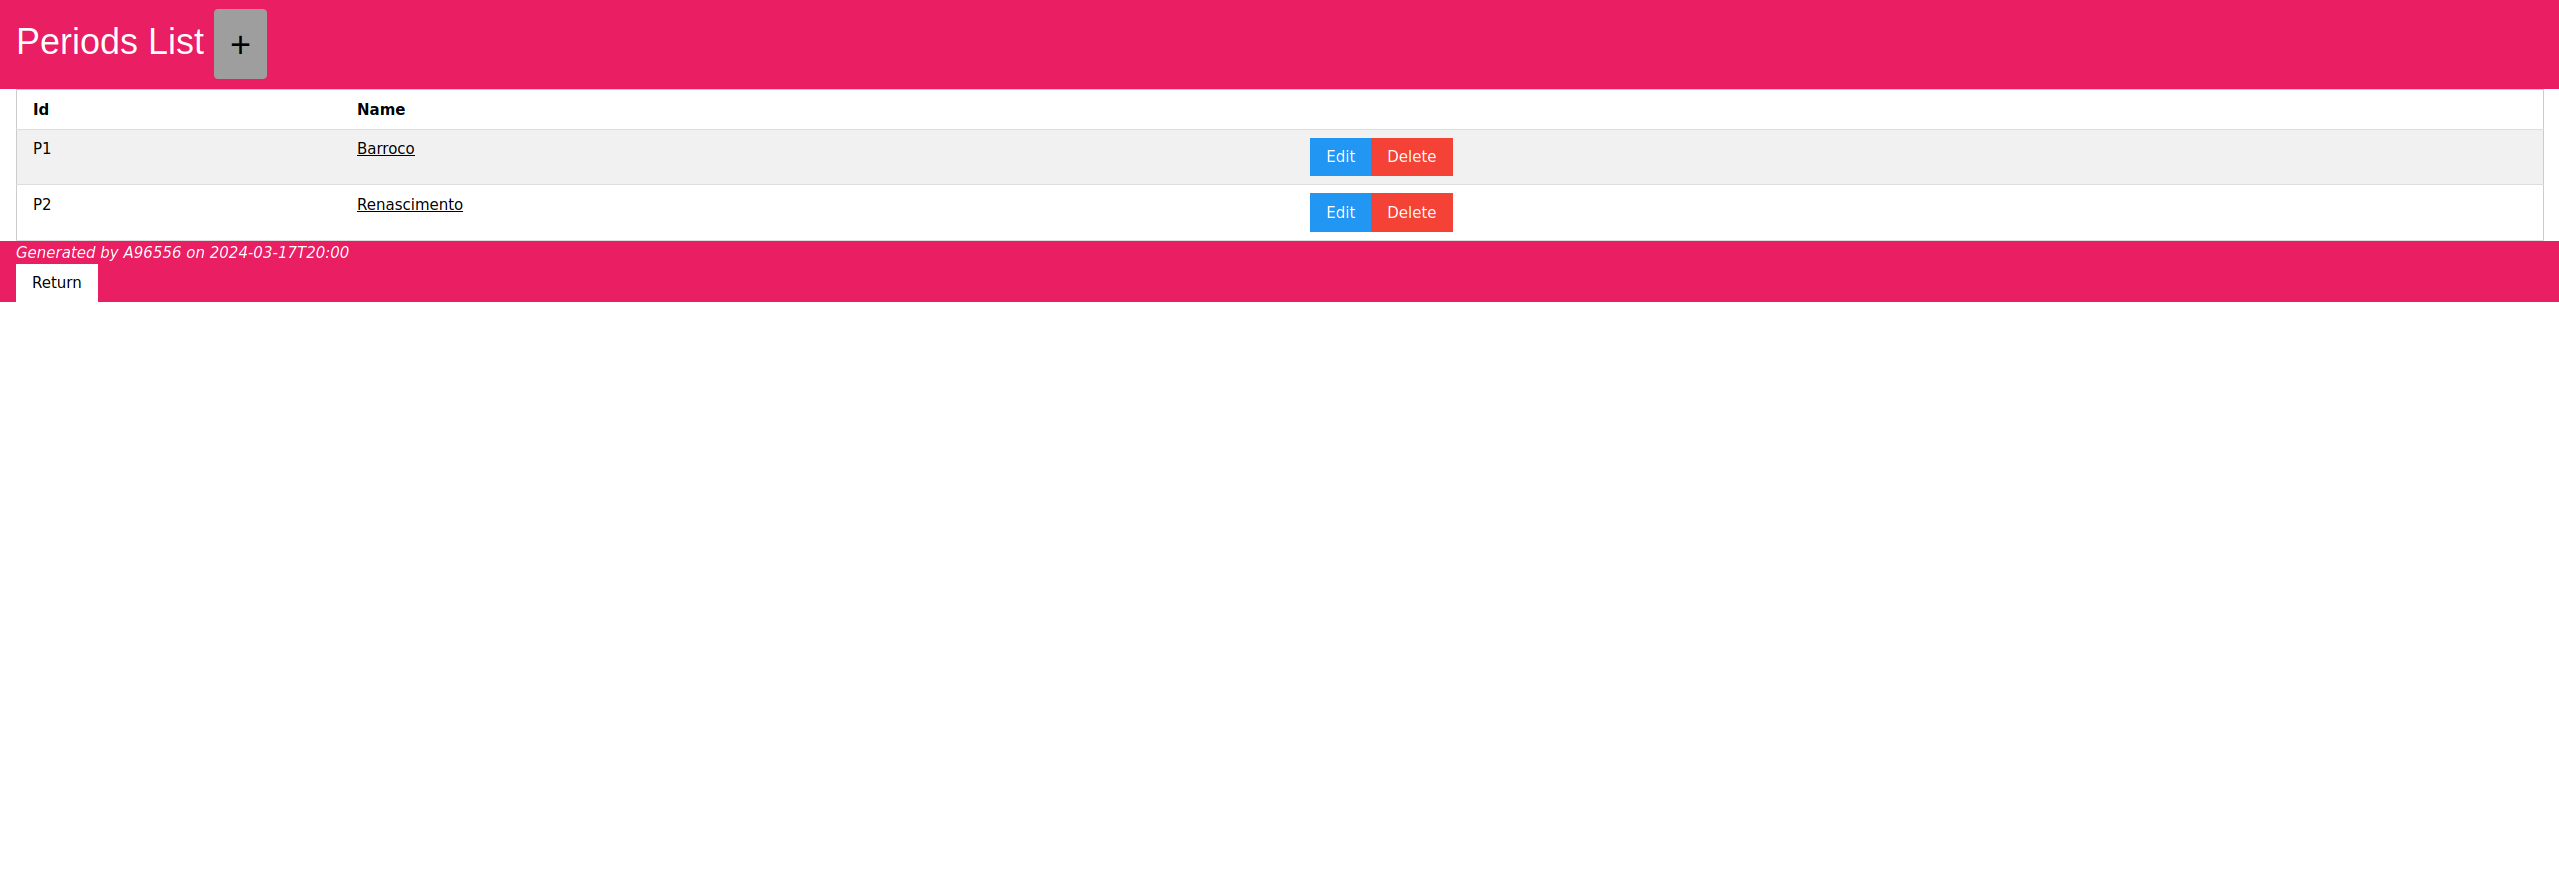 Periods List +
Id Name
P1 Barroco Edit Delete
P2 Renascimento Edit Delete
Generated by A96556 on 2024-03-17T20:00
Return